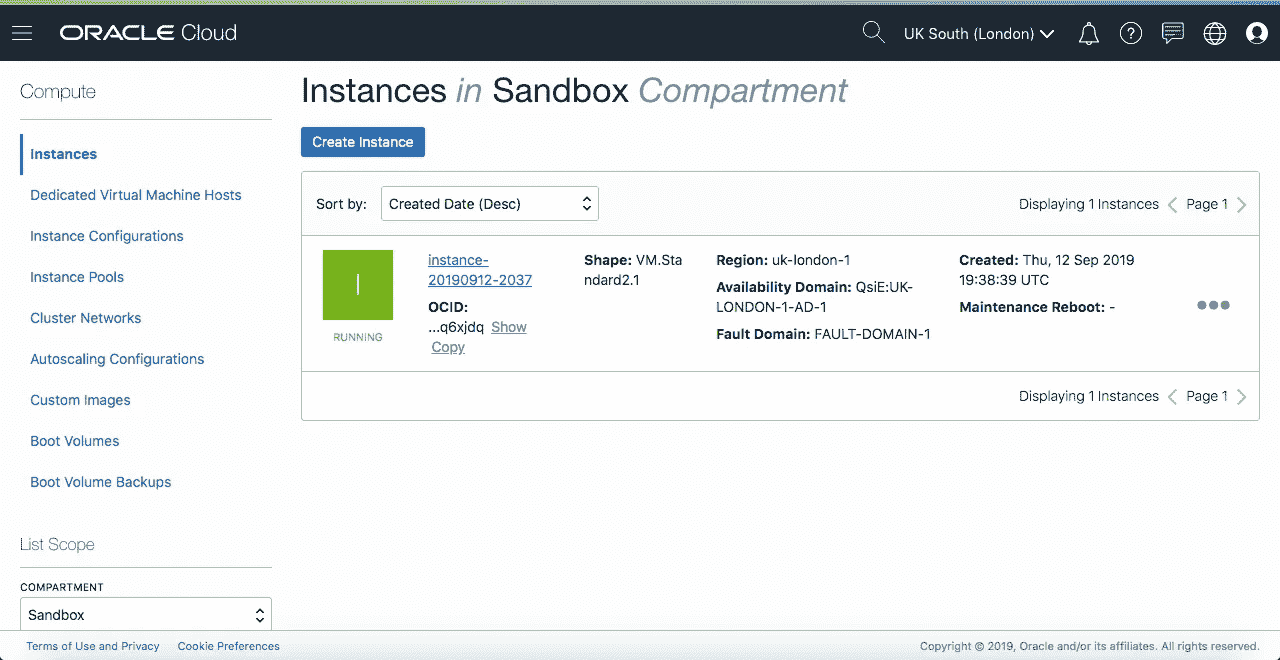 ORACLE Cloud
UK South (London)
Compute
Instances
Dedicated Virtual Machine Hosts
Instance Configurations
Instance Pools
Cluster Networks
Autoscaling Configurations
Custom Images
Boot Volumes
Boot Volume Backups
List Scope
COMPARTMENT
Sandbox
Instances in Sandbox Compartment
Create Instance
Sort by: Created Date (Desc)
Displaying 1 Instances Page 1
I
RUNNING
instance-
20190912-2037
OCID:
...q6xjdq Show
Copy
Shape: VM.Sta
ndard2.1
Region: uk-london-1
Availability Domain: QsiE:UK-
LONDON-1-AD-1
Fault Domain: FAULT-DOMAIN-1
Created: Thu, 12 Sep 2019
19:38:39 UTC
Maintenance Reboot: -
Displaying 1 Instances Page 1
Terms of Use and Privacy Cookie Preferences
Copyright © 2019, Oracle and/or its affiliates. All rights reserved.